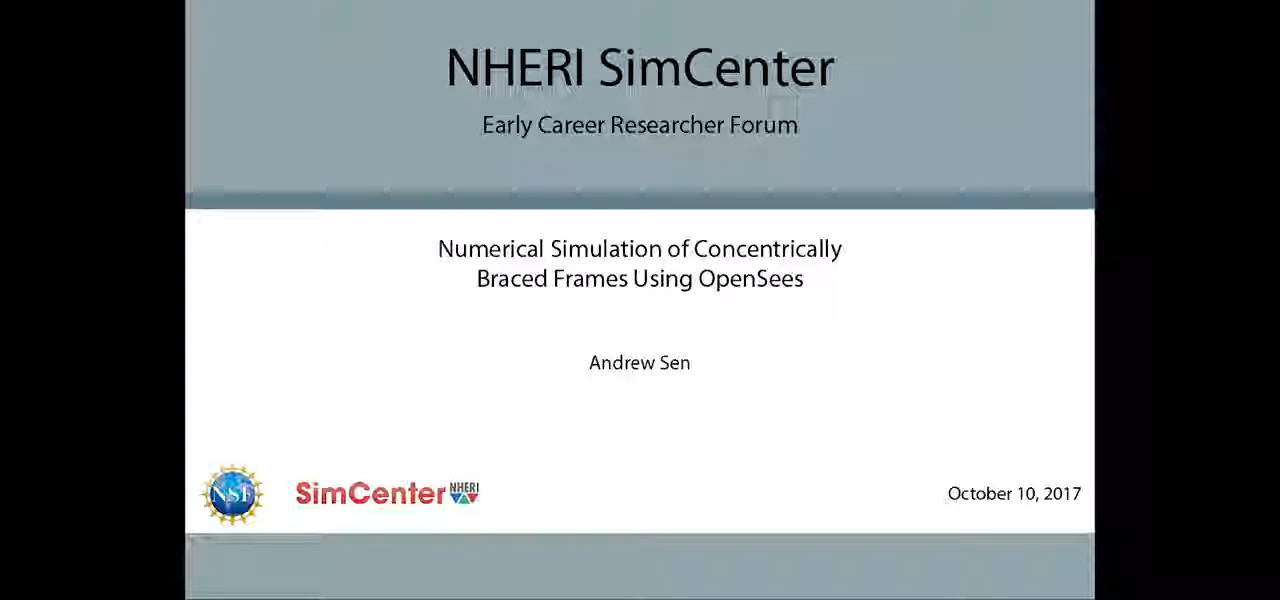 NHERI SimCenter
Early Career Researcher Forum
Numerical Simulation of Concentrically
Braced Frames Using OpenSees
Andrew Sen
NSF
SimCenter NHERI
October 10, 2017